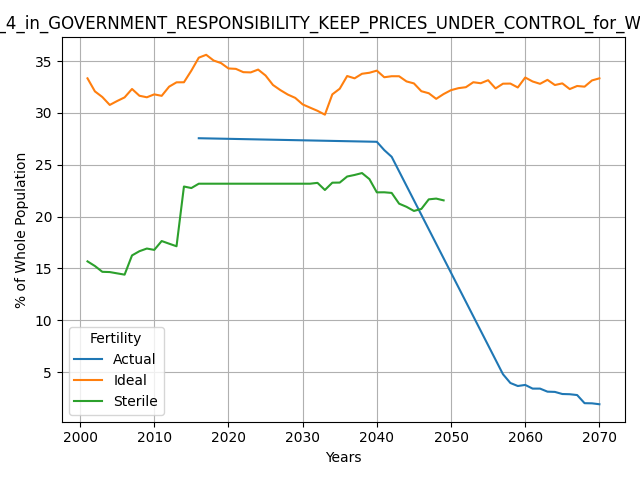 _4_in_GOVERNMENT_RESPONSIBILITY_KEEP_PRICES_UNDER_CONTROL_for_W
35
30
25
20
15
10
5
% of Whole Population
Fertility
Actual
Ideal
Sterile
2000 2010 2020 2030 2040 2050 2060 2070
Years